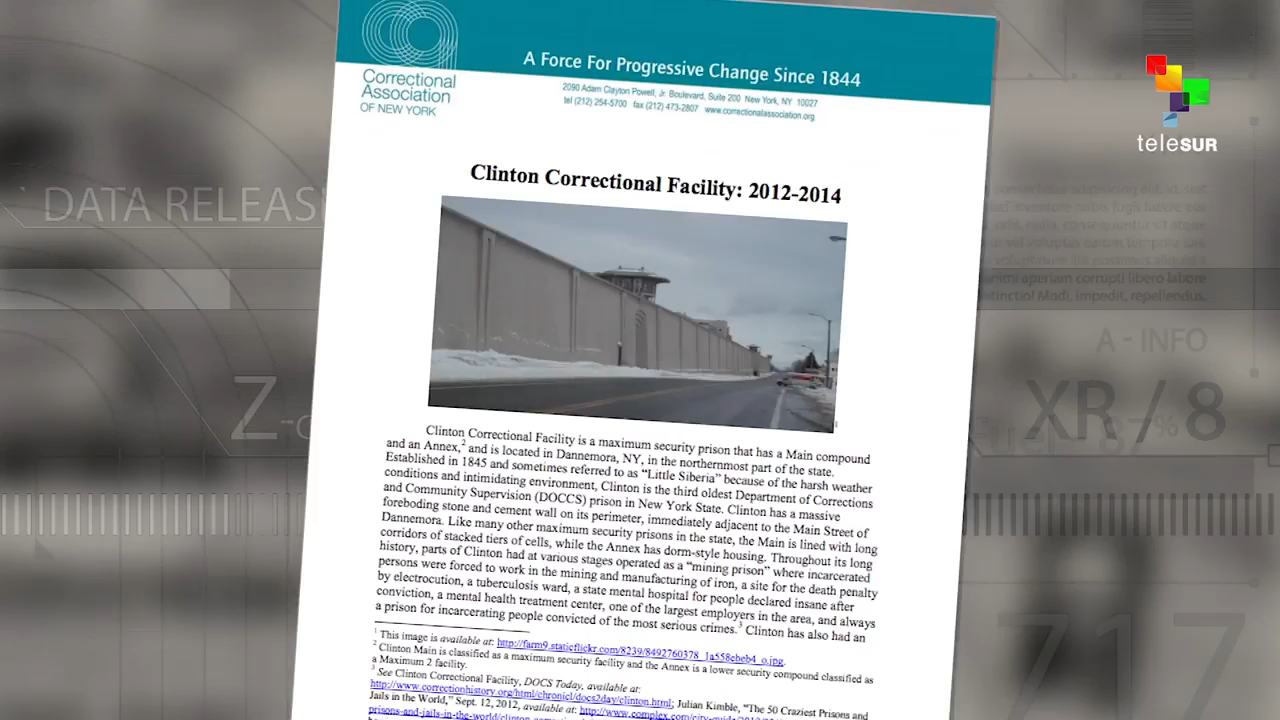 A Force For Progressive Change Since 1844
Correctional
Association
OF NEW YORK
2090 Adam Clayton Powell, Jr. Boulevard, Suite 200 New York, NY 10027
tel (212) 254-5700 fax (212) 473-2807 www.correctionalassociation.org
teleSUR
DATA RELEAS
Clinton Correctional Facility: 2012-2014
A - INFO
XR / 8
Z-c
717
Clinton Correctional Facility is a maximum security prison that has a Main compound
and an Annex,2 and is located in Dannemora, NY, in the northernmost part of the state.
Established in 1845 and sometimes referred to as “Little Siberia” because of the harsh weather
conditions and intimidating environment, Clinton is the third oldest Department of Corrections
and Community Supervision (DOCCS) prison in New York State. Clinton has a massive
foreboding stone and cement wall on its perimeter, immediately adjacent to the Main Street of
Dannemora. Like many other maximum security prisons in the state, the Main is lined with long
corridors of stacked tiers of cells, while the Annex has dorm-style housing. Throughout its long
history, parts of Clinton had at various stages operated as a “mining prison” where incarcerated
persons were forced to work in the mining and manufacturing of iron, a site for the death penalty
by electrocution, a tuberculosis ward, a state mental hospital for people declared insane after
conviction, a mental health treatment center, one of the largest employers in the area, and always
a prison for incarcerating people convicted of the most serious crimes.3 Clinton has also had an
1 This image is available at: http://farm9.staticflickr.com/8239/8492760378_1a558cbeb4_o.jpg.
2 Clinton Main is classified as a maximum security facility and the Annex is a lower security compound classified as
a Maximum 2 facility.
3 See Clinton Correctional Facility, DOCS Today, available at:
http://www.correctionhistory.org/html/chronicl/docs2day/clinton.html; Julian Kimble, “The 50 Craziest Prisons and
Jails in the World,” Sept. 12, 2012, available at: